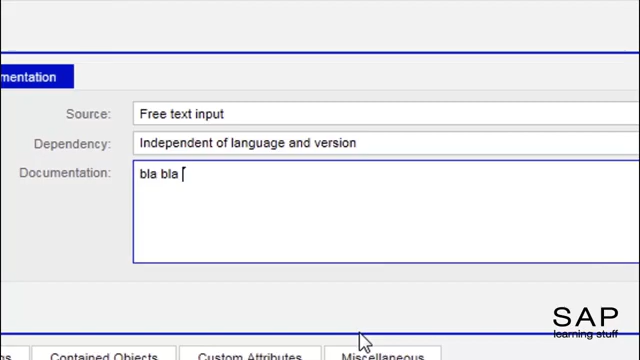 mentation
Source: Free text input
Dependency: Independent of language and version
Documentation: bla bla
SAP
learning stuff
Contained Objects Custom Attributes Miscellaneous